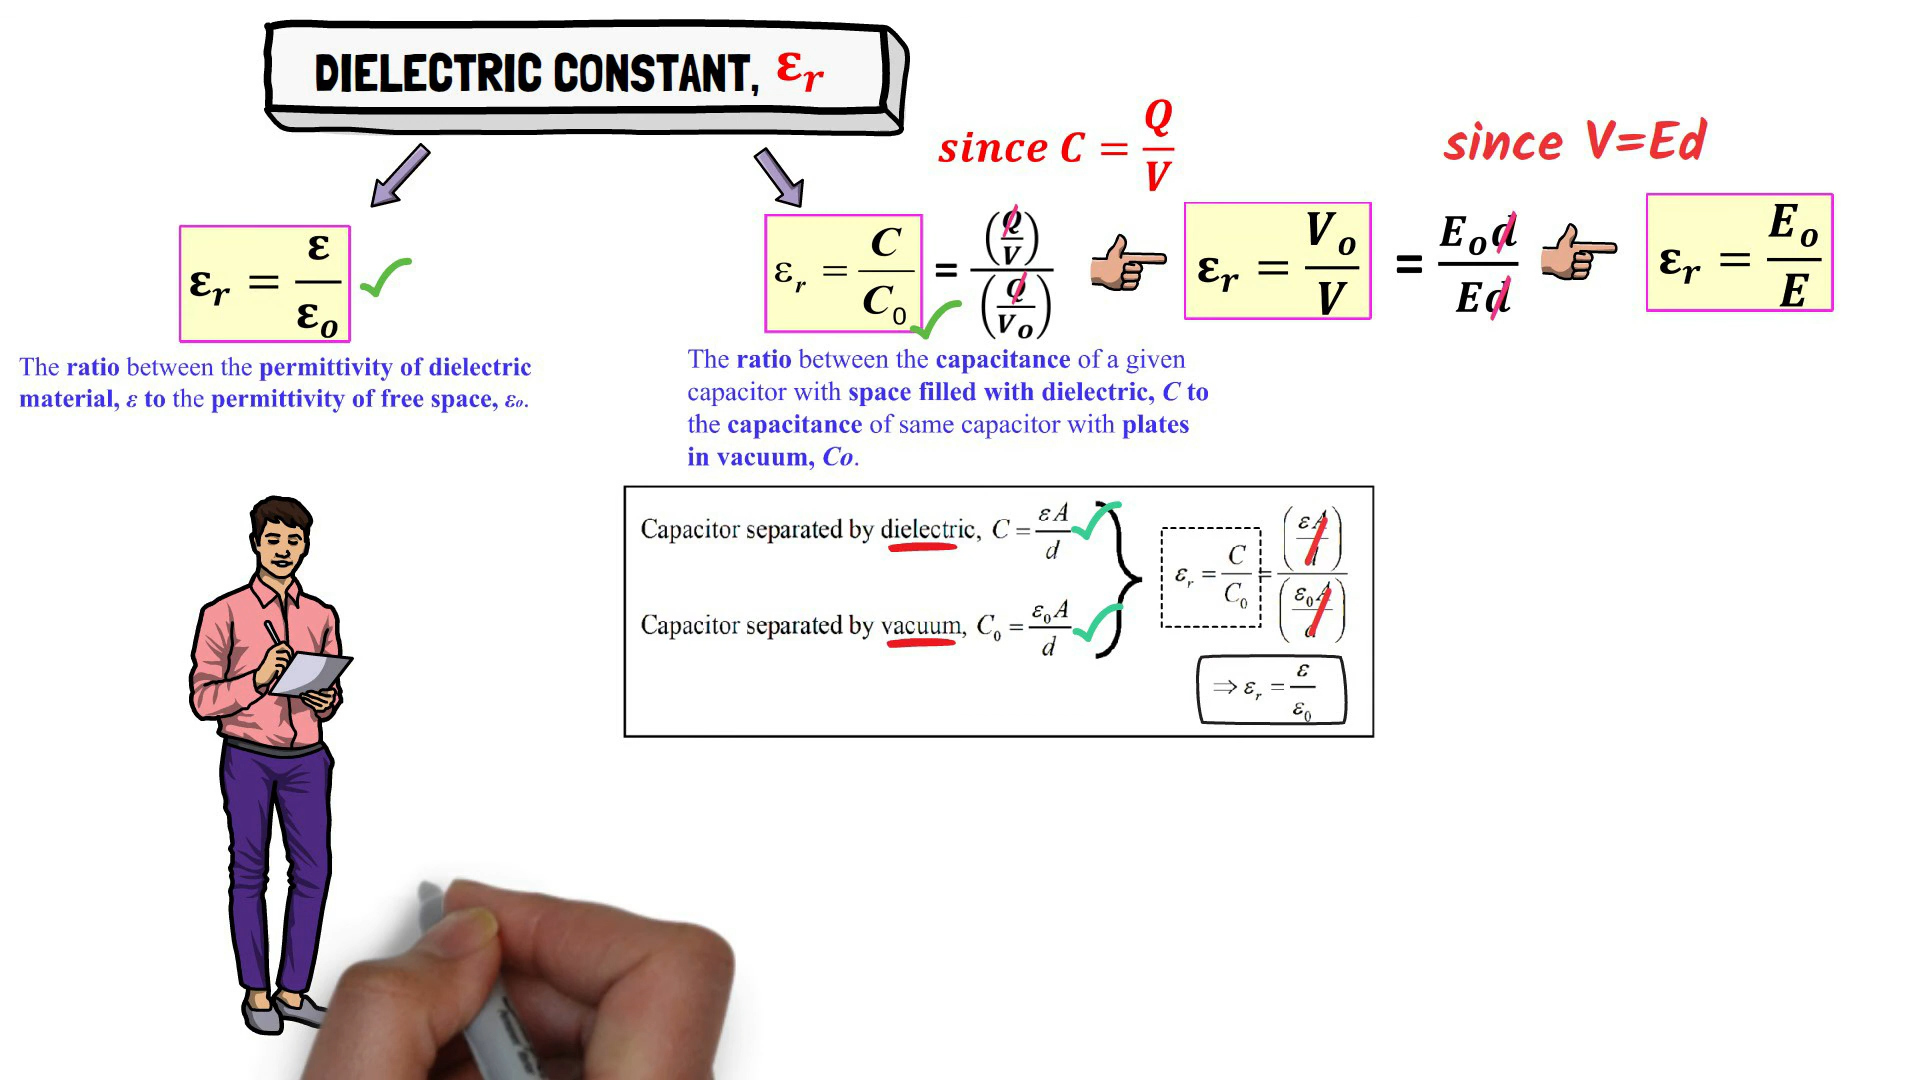 DIELECTRIC CONSTANT, εr
since C = Q/V
since V=Ed
εr = ε/εo
εr = C/C0 = (Q/V)/(Q/Vo)
εr = Vo/V = Eod/Ed
εr = Eo/E
The ratio between the permittivity of dielectric
material, ε to the permittivity of free space, εo.
The ratio between the capacitance of a given
capacitor with space filled with dielectric, C to
the capacitance of same capacitor with plates
in vacuum, Co.
Capacitor separated by dielectric, C = εA/d
Capacitor separated by vacuum, C0 = ε0A/d
εr = C/C0 = (εA/d)/(ε0A/d)
⇒ εr = ε/ε0